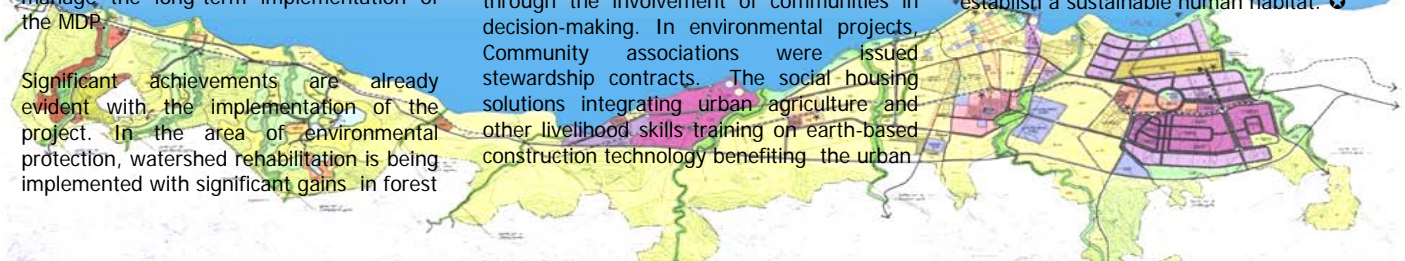 manage the long-term implementation of
the MDP.
Significant achievements are already
evident with the implementation of the
project. In the area of environmental
protection, watershed rehabilitation is being
implemented with significant gains in forest
through the involvement of communities in
decision-making. In environmental projects,
Community associations were issued
stewardship contracts. The social housing
solutions integrating urban agriculture and
other livelihood skills training on earth-based
construction technology benefiting the urban
establish a sustainable human habitat. ✪